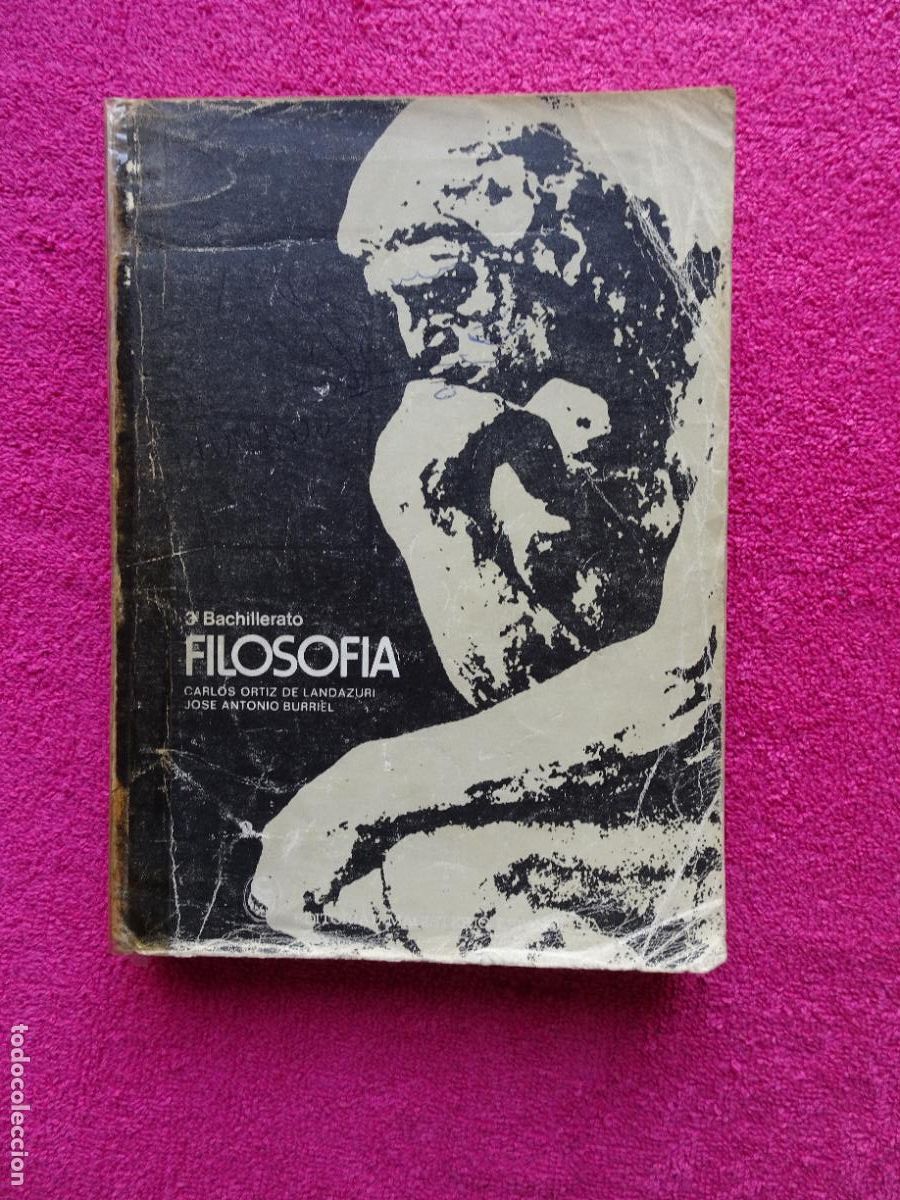 3º Bachillerato
FILOSOFIA
CARLOS ORTIZ DE LANDAZURI
JOSE ANTONIO BURRIEL
todocoleccion